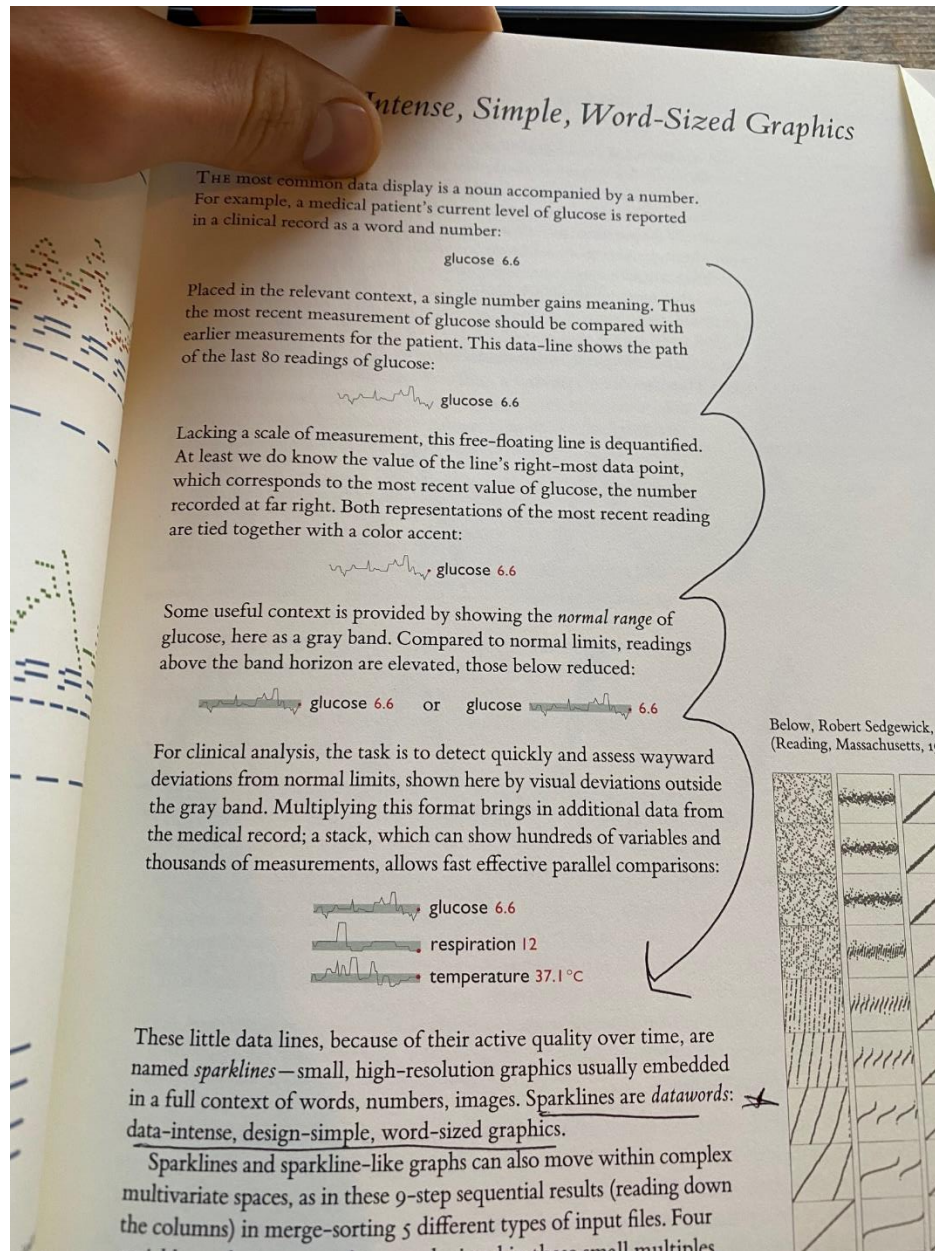 Intense, Simple, Word-Sized Graphics
THE most common data display is a noun accompanied by a number.
For example, a medical patient's current level of glucose is reported
in a clinical record as a word and number:
glucose 6.6
Placed in the relevant context, a single number gains meaning. Thus
the most recent measurement of glucose should be compared with
earlier measurements for the patient. This data-line shows the path
of the last 80 readings of glucose:
glucose 6.6
Lacking a scale of measurement, this free-floating line is dequantified.
At least we do know the value of the line's right-most data point,
which corresponds to the most recent value of glucose, the number
recorded at far right. Both representations of the most recent reading
are tied together with a color accent:
glucose 6.6
Some useful context is provided by showing the normal range of
glucose, here as a gray band. Compared to normal limits, readings
above the band horizon are elevated, those below reduced:
glucose 6.6 or glucose 6.6
For clinical analysis, the task is to detect quickly and assess wayward
deviations from normal limits, shown here by visual deviations outside
the gray band. Multiplying this format brings in additional data from
the medical record; a stack, which can show hundreds of variables and
thousands of measurements, allows fast effective parallel comparisons:
glucose 6.6
respiration 12
temperature 37.1°C
These little data lines, because of their active quality over time, are
named sparklines—small, high-resolution graphics usually embedded
in a full context of words, numbers, images. Sparklines are datawords:
data-intense, design-simple, word-sized graphics.
Sparklines and sparkline-like graphs can also move within complex
multivariate spaces, as in these 9-step sequential results (reading down
the columns) in merge-sorting 5 different types of input files. Four
Below, Robert Sedgewick,
(Reading, Massachusetts,